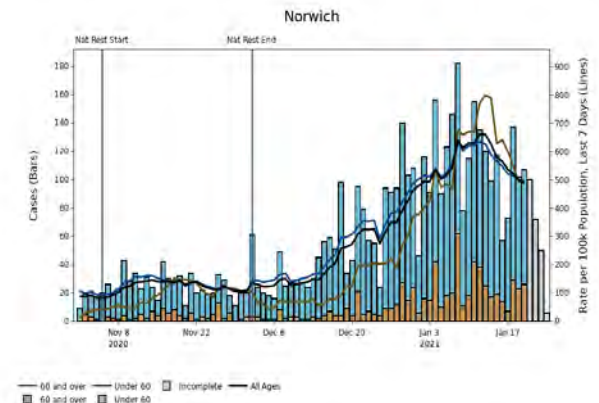 Norwich
Nat Rest Start
Nat Rest End
180
160
140
120
100
80
60
40
20
0
Cases (Bars)
900
800
700
600
500
400
300
200
100
0
Rate per 100k Population, Last 7 Days (Lines)
Nov 8
2020
Nov 22
Dec 6
Dec 20
Jan 3
2021
Jan 17
60 and over Under 60 Incomplete All Ages
60 and over Under 60